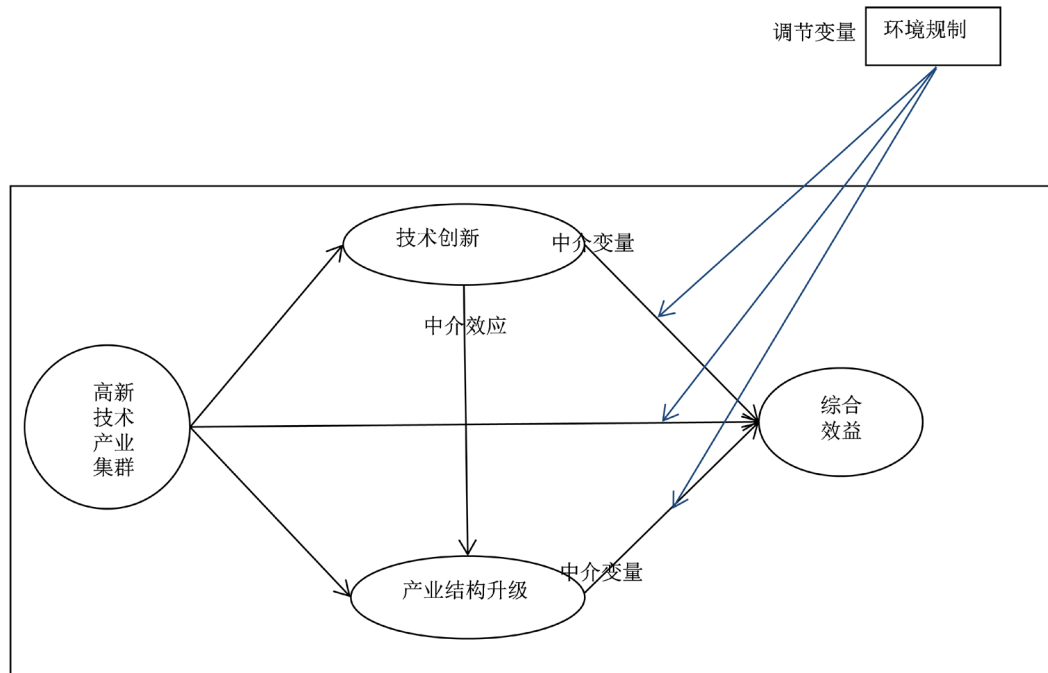 调节变量
环境规制
技术创新
中介变量
中介效应
高新
技术
产业
集群
综合
效益
产业结构升级
中介变量